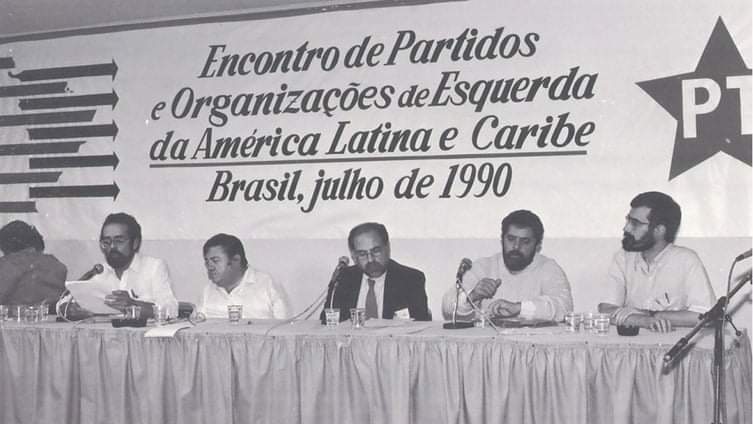 Encontro de Partidos
e Organizações de Esquerda
da América Latina e Caribe
Brasil, julho de 1990
PT